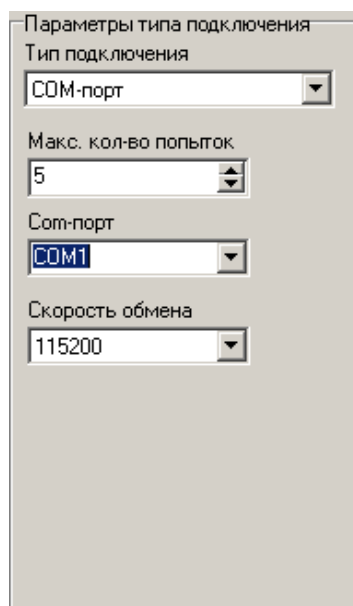 Параметры типа подключения
Тип подключения
COM-порт
Макс. кол-во попыток
5
Com-порт
COM1
Скорость обмена
115200